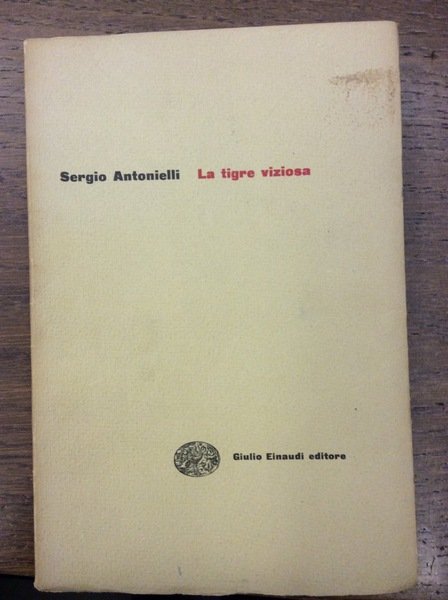 Sergio Antonielli La tigre viziosa
Giulio Einaudi editore